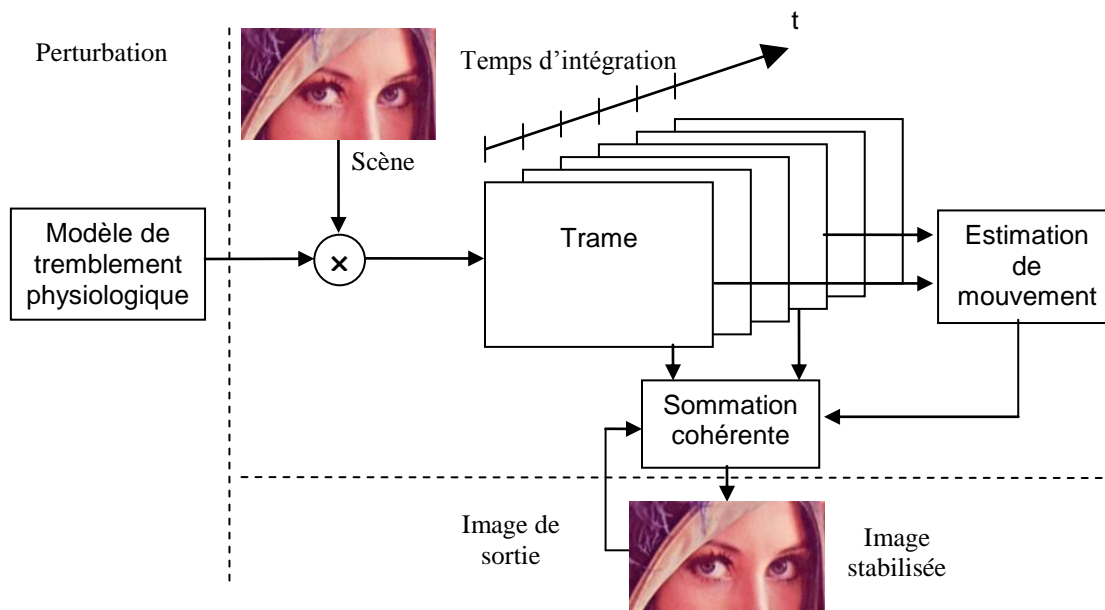 t
Perturbation
Temps d'intégration
Scène
Modèle de
tremblement
physiologique
×
Trame
Estimation
de
mouvement
Sommation
cohérente
Image de
sortie
Image
stabilisée